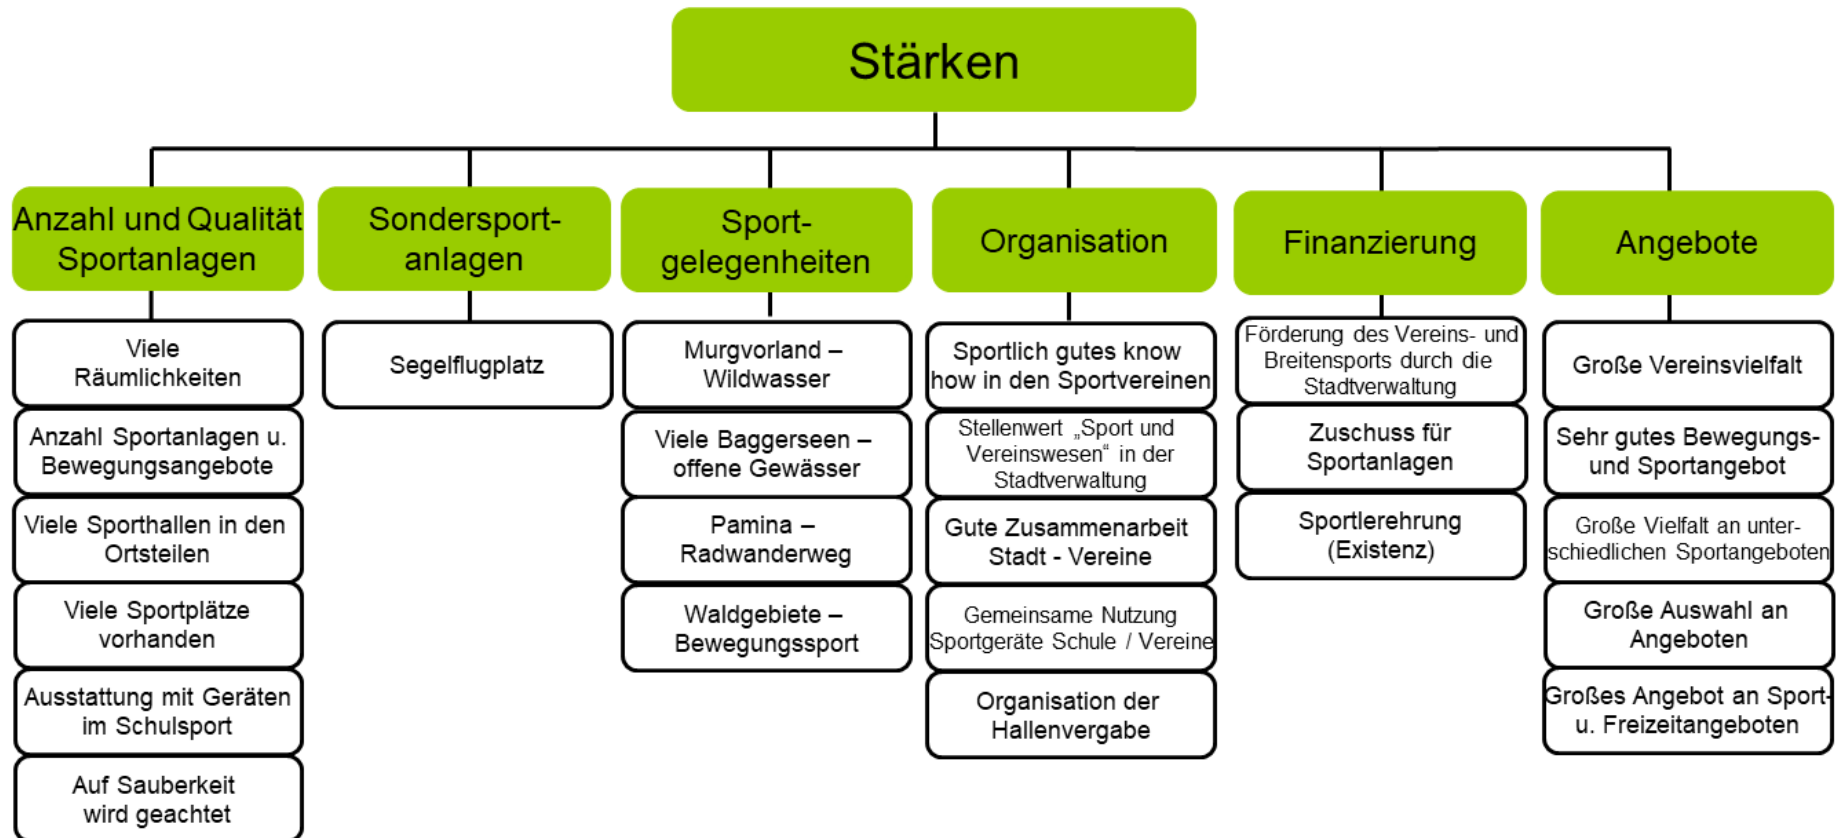 Stärken
Anzahl und Qualität
Sportanlagen
Viele
Räumlichkeiten
Anzahl Sportanlagen u.
Bewegungsangebote
Viele Sporthallen in den
Ortsteilen
Viele Sportplätze
vorhanden
Ausstattung mit Geräten
im Schulsport
Auf Sauberkeit
wird geachtet
Sondersport-
anlagen
Segelflugplatz
Sport-
gelegenheiten
Murgvorland –
Wildwasser
Viele Baggerseen –
offene Gewässer
Pamina –
Radwanderweg
Waldgebiete –
Bewegungssport
Organisation
Sportlich gutes know
how in den Sportvereinen
Stellenwert „Sport und
Vereinswesen“ in der
Stadtverwaltung
Gute Zusammenarbeit
Stadt - Vereine
Gemeinsame Nutzung
Sportgeräte Schule / Vereine
Organisation der
Hallenvergabe
Finanzierung
Förderung des Vereins- und
Breitensports durch die
Stadtverwaltung
Zuschuss für
Sportanlagen
Sportlerehrung
(Existenz)
Angebote
Große Vereinsvielfalt
Sehr gutes Bewegungs-
und Sportangebot
Große Vielfalt an unter-
schiedlichen Sportangeboten
Große Auswahl an
Angeboten
Großes Angebot an Sport-
u. Freizeitangeboten